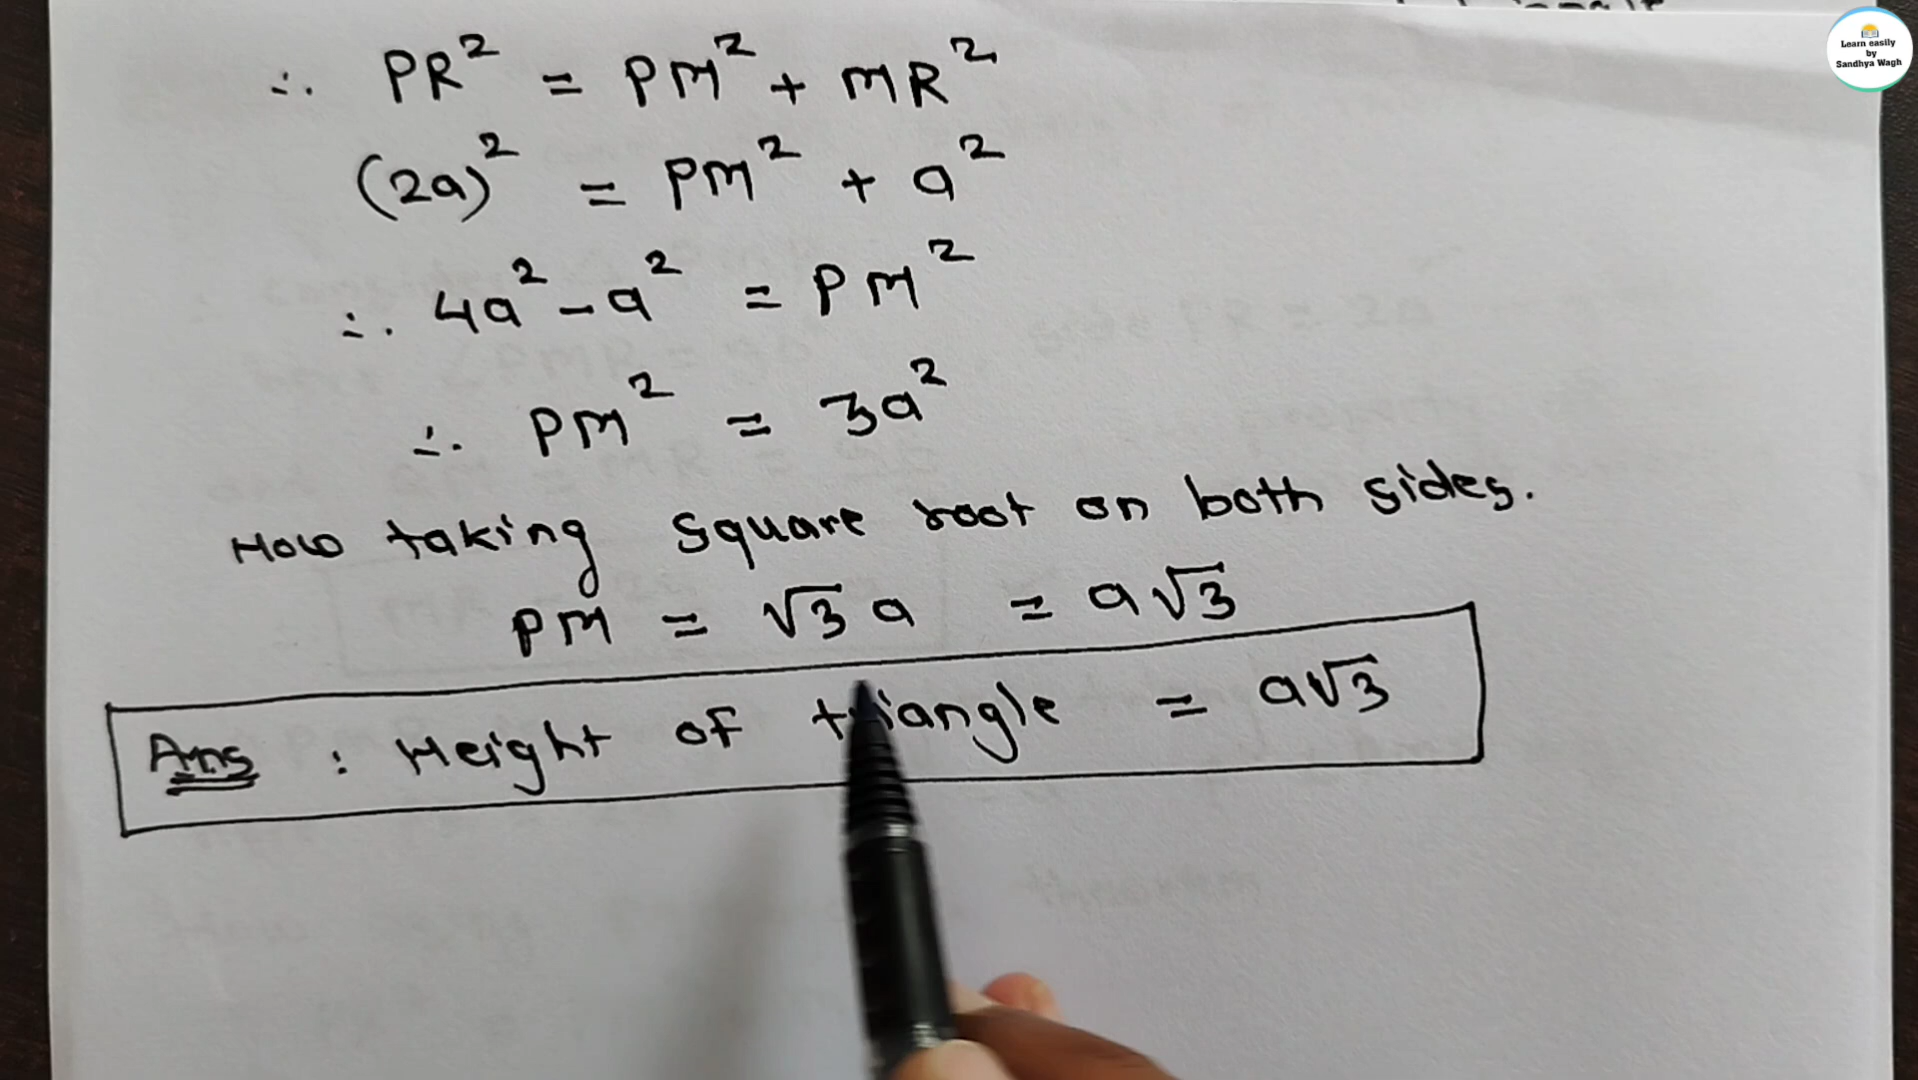 Learn easily
by
Sandhya Wagh
∴ PR² = PM² + MR²
(2a)² = PM² + a²
∴ 4a² - a² = PM²
∴ PM² = 3a²
Now taking square root on both sides.
PM = √3 a = a√3
Ans : Height of triangle = a√3